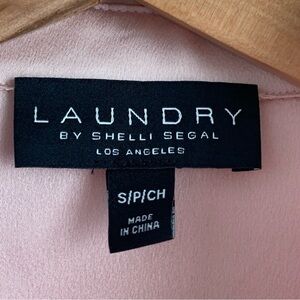 LAUNDRY
BY SHELLI SEGAL
LOS ANGELES
S/P/CH
MADE
IN CHINA